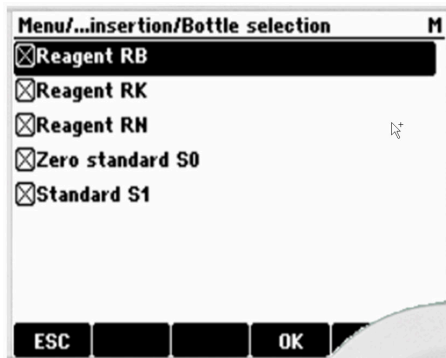 Menu/...insertion/Bottle selection M
Reagent RB
Reagent RK
Reagent RN
Zero standard S0
Standard S1
ESC OK